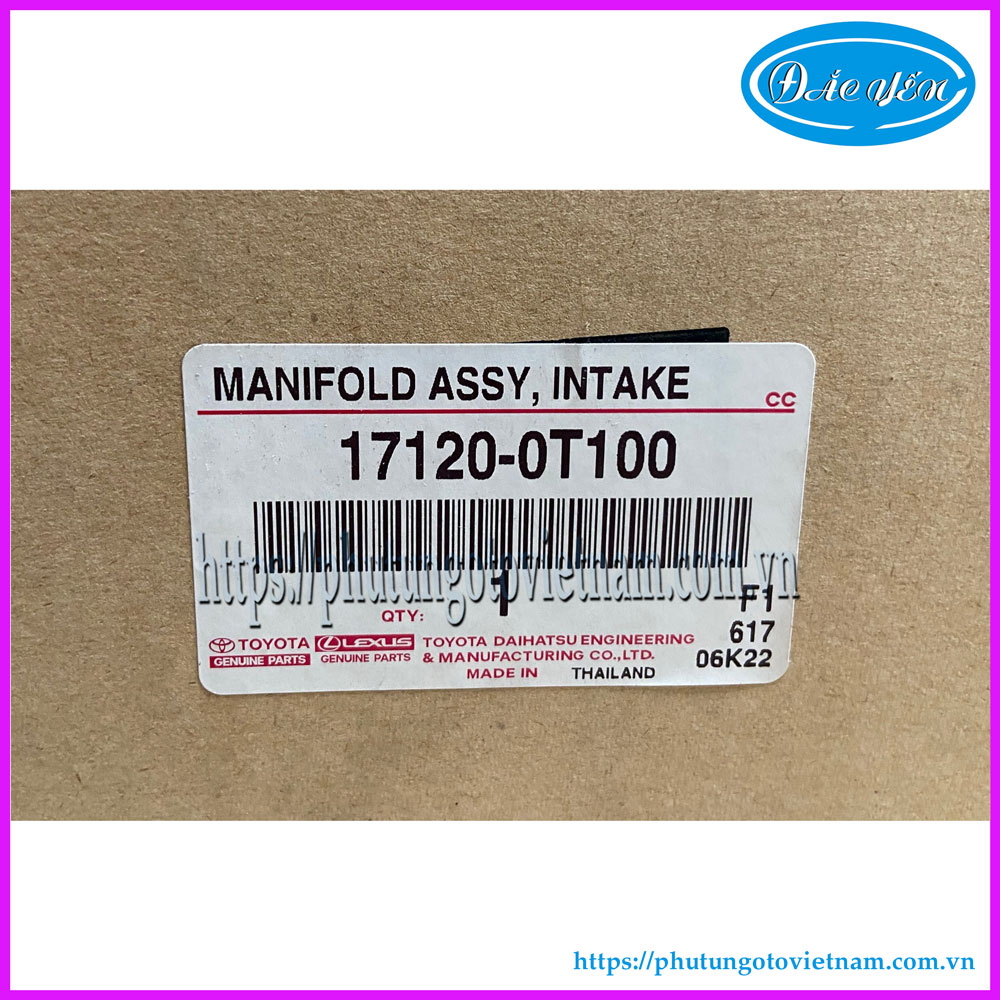 ĐẮC YẾN
MANIFOLD ASSY, INTAKE
CC
17120-0T100
https://phutungotovietnam.com.vn
QTY: 1
F1
617
06K22
TOYOTA
GENUINE PARTS
LEXUS
GENUINE PARTS
TOYOTA DAIHATSU ENGINEERING
& MANUFACTURING CO., LTD.
MADE IN THAILAND
https://phutungotovietnam.com.vn